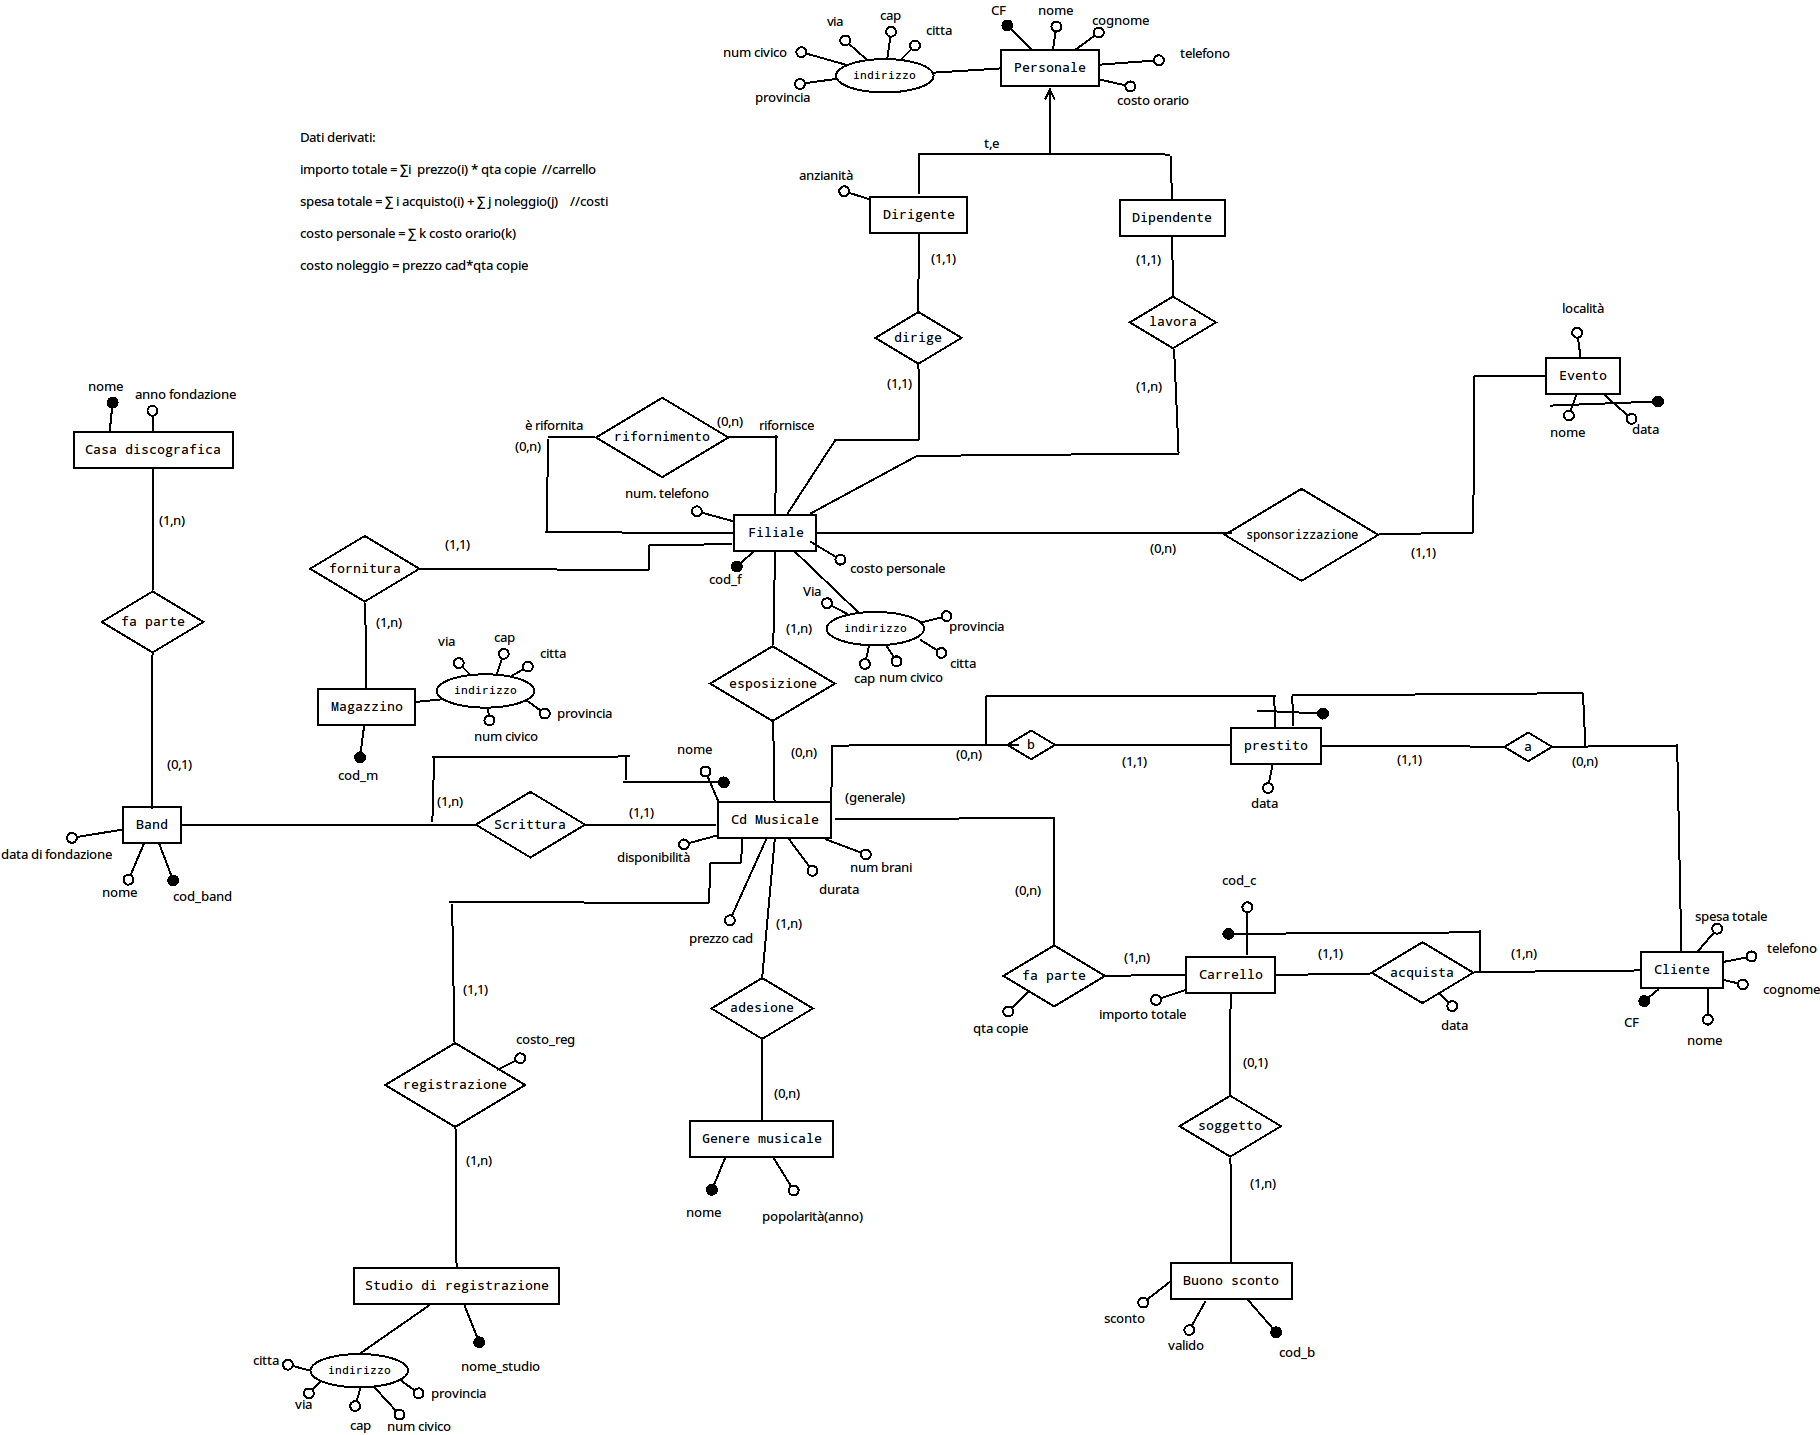 CF
nome
cognome
telefono
costo orario
Personale
via
cap
citta
num civico
indirizzo
provincia
Dati derivati:
importo totale = ∑i  prezzo(i) * qta copie  //carrello
spesa totale = ∑ i acquisto(i) + ∑ j noleggio(j)    //costi
costo personale = ∑ k costo orario(k)
costo noleggio = prezzo cad*qta copie
t,e
anzianità
Dirigente
Dipendente
(1,1)
(1,1)
dirige
lavora
(1,1)
(1,n)
località
Evento
nome
data
nome
anno fondazione
Casa discografica
(1,n)
fa parte
(0,1)
è rifornita
(0,n)
rifornimento
(0,n)
rifornisce
num. telefono
Filiale
cod_f
costo personale
(0,n)
sponsorizzazione
(1,1)
(1,1)
fornitura
(1,n)
Via
indirizzo
provincia
citta
cap
num civico
(1,n)
esposizione
(0,n)
via
cap
citta
indirizzo
provincia
num civico
Magazzino
cod_m
(0,n)
b
(1,1)
prestito
data
(1,1)
a
(0,n)
Band
data di fondazione
nome
cod_band
(1,n)
Scrittura
(1,1)
nome
Cd Musicale
(generale)
disponibilità
num brani
durata
prezzo cad
(1,n)
(0,n)
cod_c
spesa totale
telefono
cognome
Cliente
CF
nome
fa parte
qta copie
(1,n)
Carrello
importo totale
(1,1)
acquista
data
(1,n)
(1,1)
costo_reg
registrazione
(1,n)
adesione
(0,n)
Genere musicale
nome
popolarità(anno)
(0,1)
soggetto
(1,n)
Buono sconto
sconto
valido
cod_b
Studio di registrazione
nome_studio
citta
indirizzo
via
cap
num civico
provincia